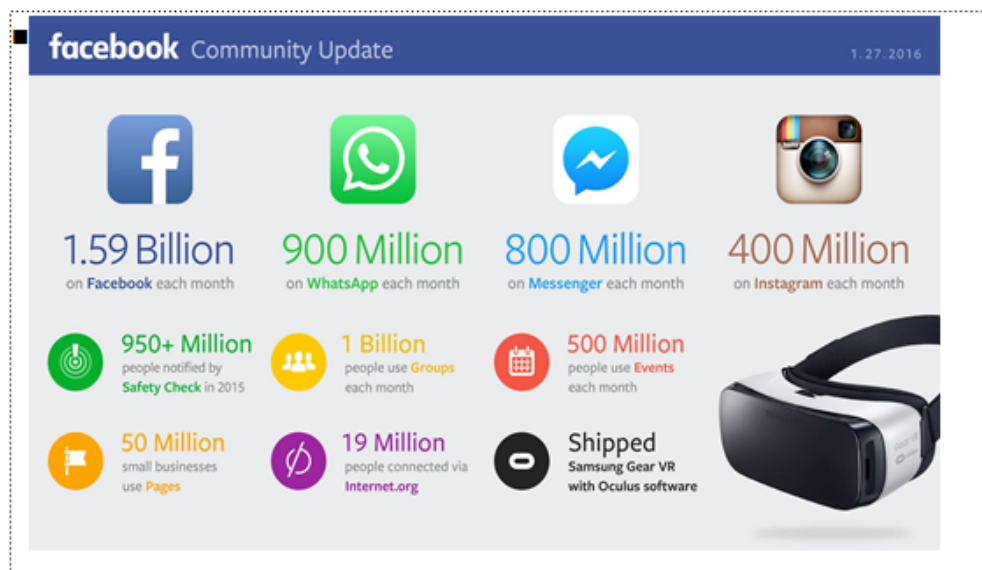 facebook Community Update
1.27.2016
1.59 Billion
on Facebook each month
900 Million
on WhatsApp each month
800 Million
on Messenger each month
400 Million
on Instagram each month
950+ Million
people notified by
Safety Check in 2015
1 Billion
people use Groups
each month
500 Million
people use Events
each month
50 Million
small businesses
use Pages
19 Million
people connected via
Internet.org
Shipped
Samsung Gear VR
with Oculus software
Gear VR